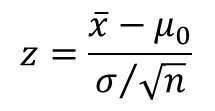 z = (x̄ − μ₀) / (σ/√n)